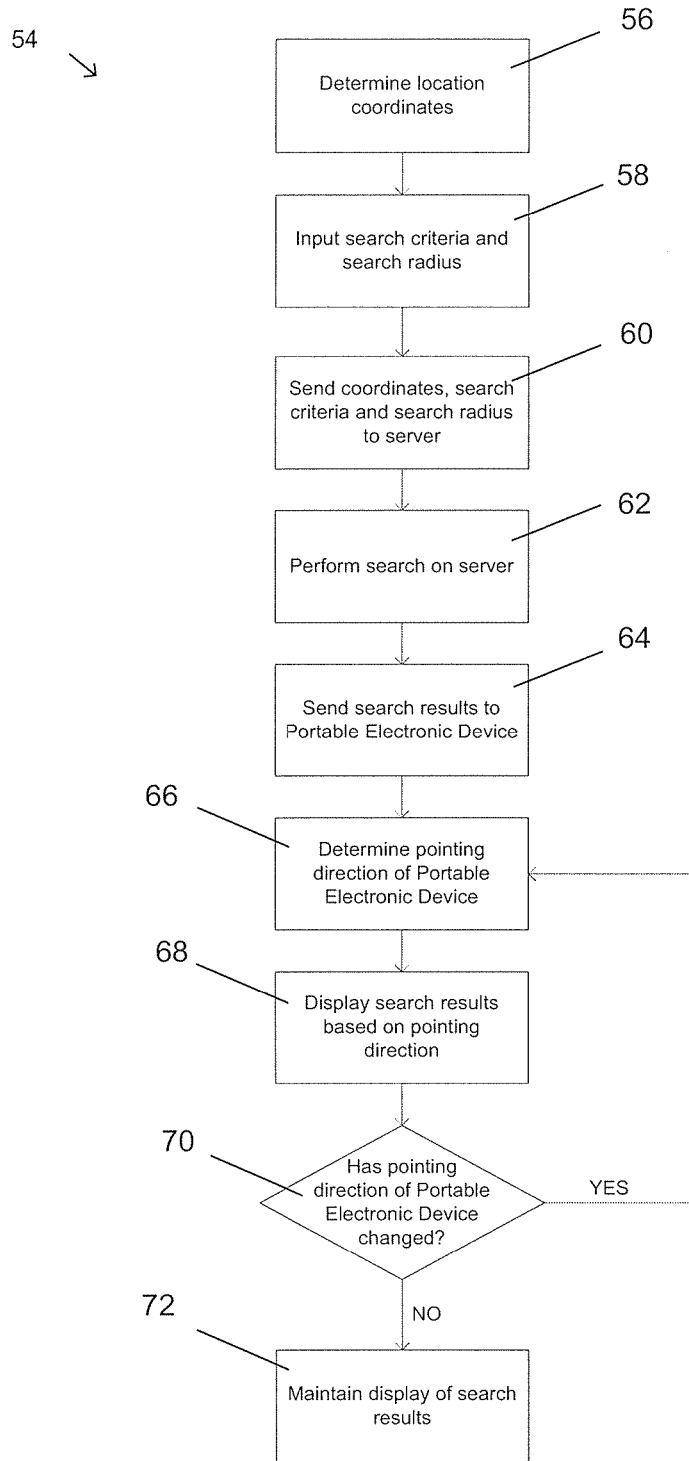 54
56
Determine location
coordinates
58
Input search criteria and
search radius
60
Send coordinates, search
criteria and search radius
to server
62
Perform search on server
64
Send search results to
Portable Electronic Device
66
Determine pointing
direction of Portable
Electronic Device
68
Display search results
based on pointing
direction
70
Has pointing
direction of Portable
Electronic Device
changed?
YES
NO
72
Maintain display of search
results